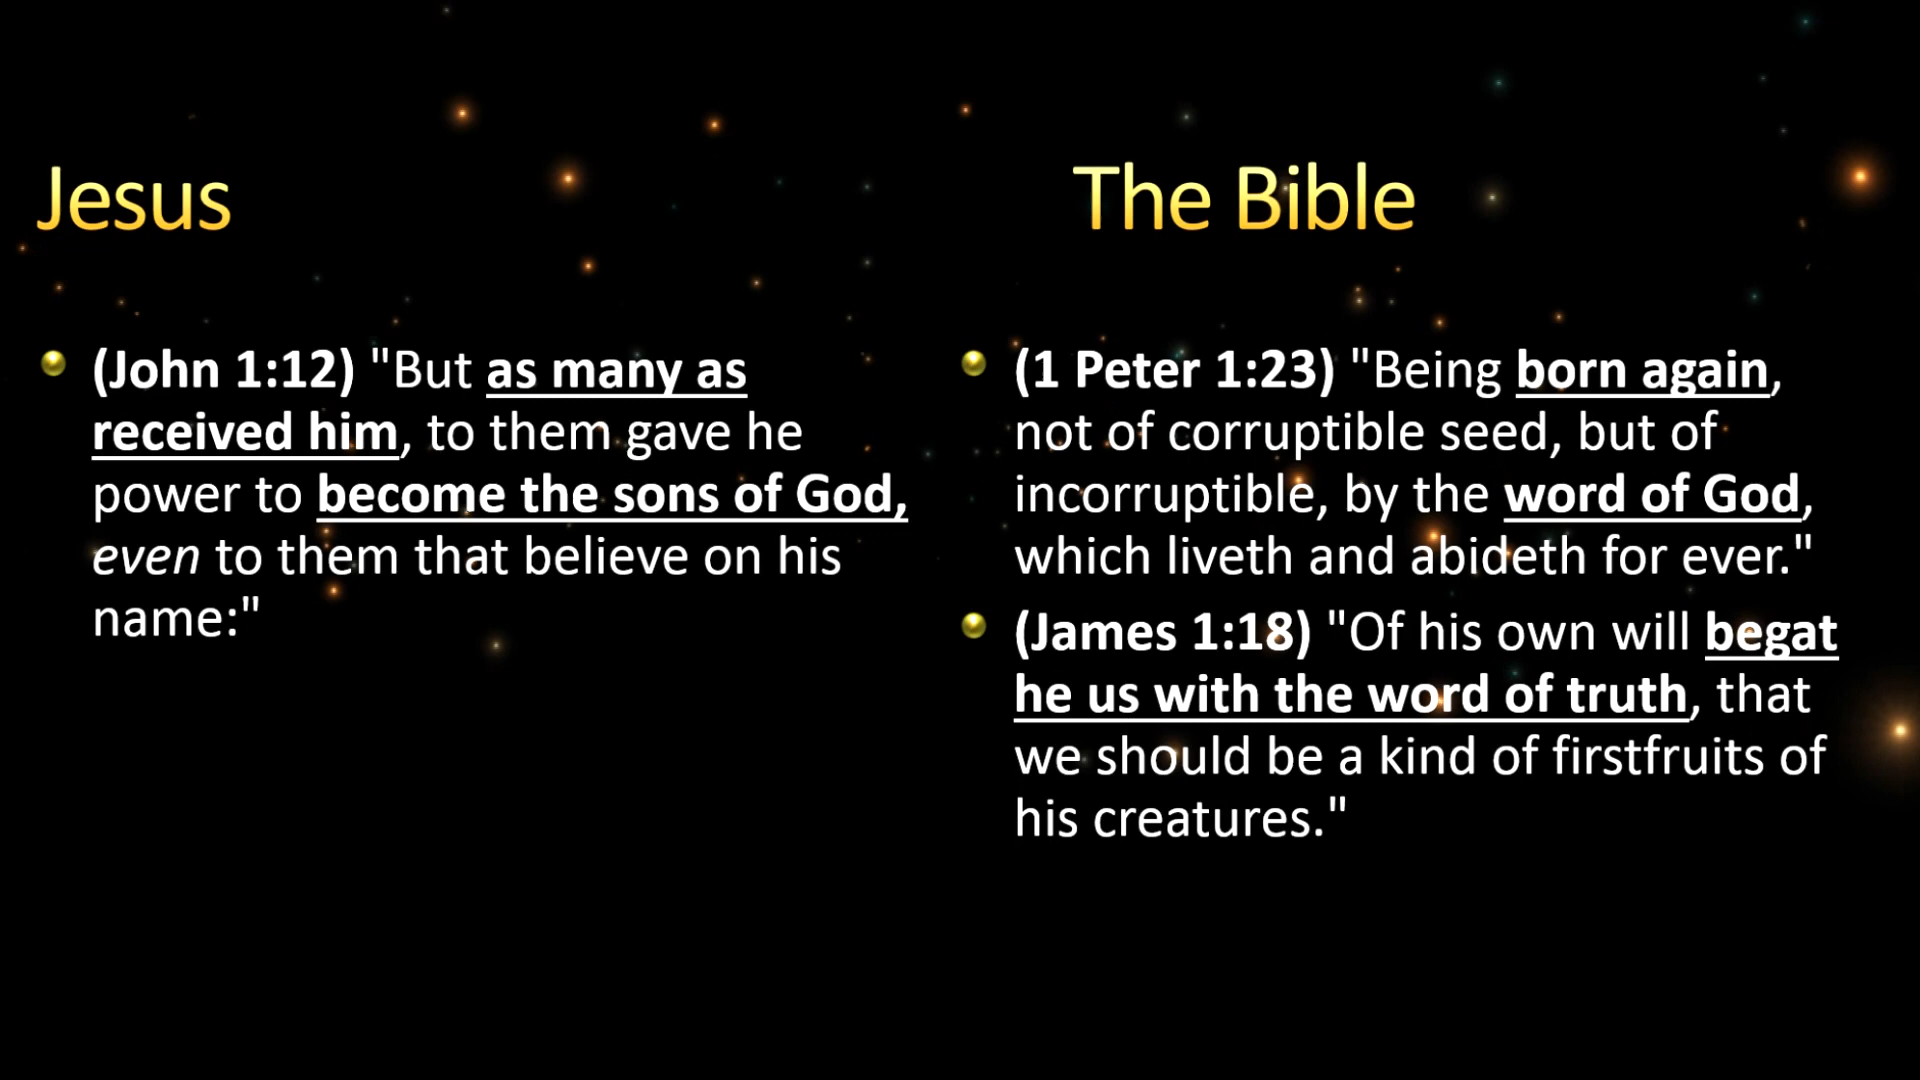 Jesus
(John 1:12) "But as many as
received him, to them gave he
power to become the sons of God,
even to them that believe on his
name:"
The Bible
(1 Peter 1:23) "Being born again,
not of corruptible seed, but of
incorruptible, by the word of God,
which liveth and abideth for ever."
(James 1:18) "Of his own will begat
he us with the word of truth, that
we should be a kind of firstfruits of
his creatures."